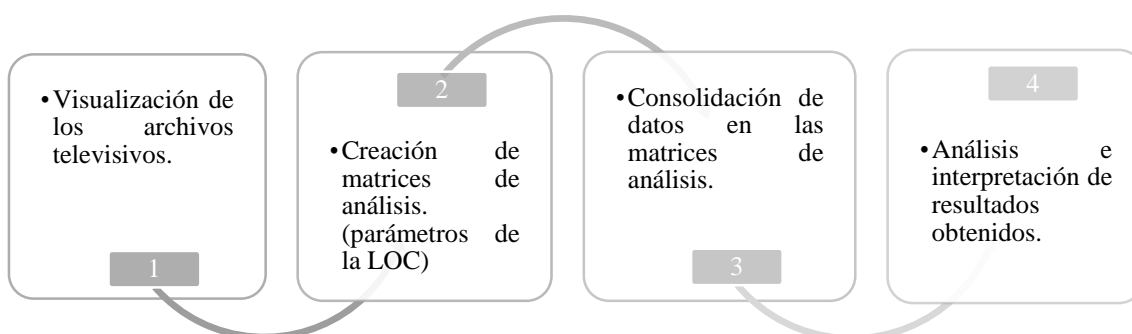 •Visualización de
los archivos
televisivos.
1
2
•Creación de
matrices de
análisis.
(parámetros de
la LOC)
•Consolidación de
datos en las
matrices de
análisis.
3
4
•Análisis e
interpretación de
resultados
obtenidos.